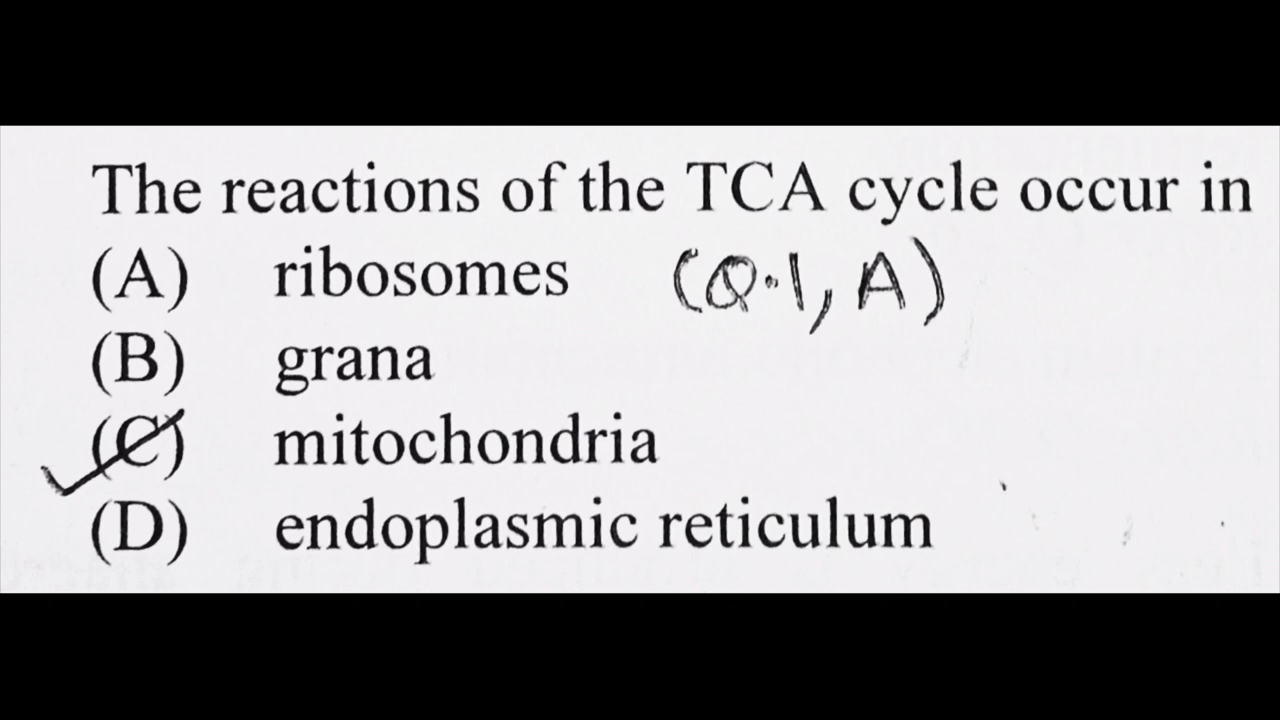 The reactions of the TCA cycle occur in
(A) ribosomes (Q.1, A)
(B) grana
(C) mitochondria
(D) endoplasmic reticulum